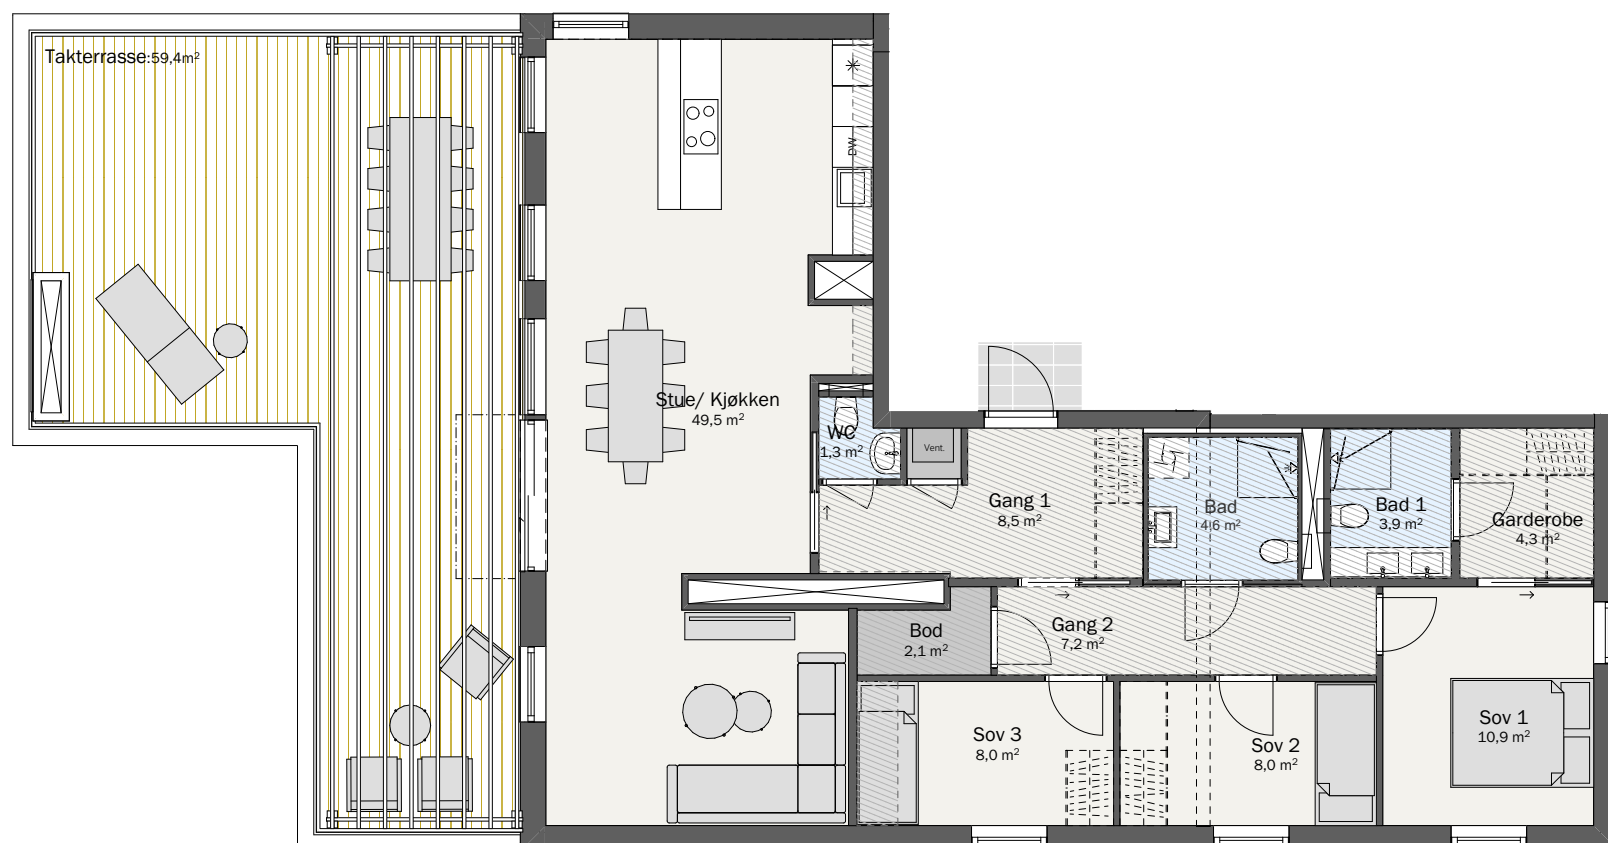 Takterrasse:59,4m²
DW
Stue/ Kjøkken
49,5 m²
WC
1,3 m²
Vent.
Gang 1
8,5 m²
Bad
4,6 m²
Bad 1
3,9 m²
Garderobe
4,3 m²
Bod
2,1 m²
Gang 2
7,2 m²
Sov 3
8,0 m²
Sov 2
8,0 m²
Sov 1
10,9 m²